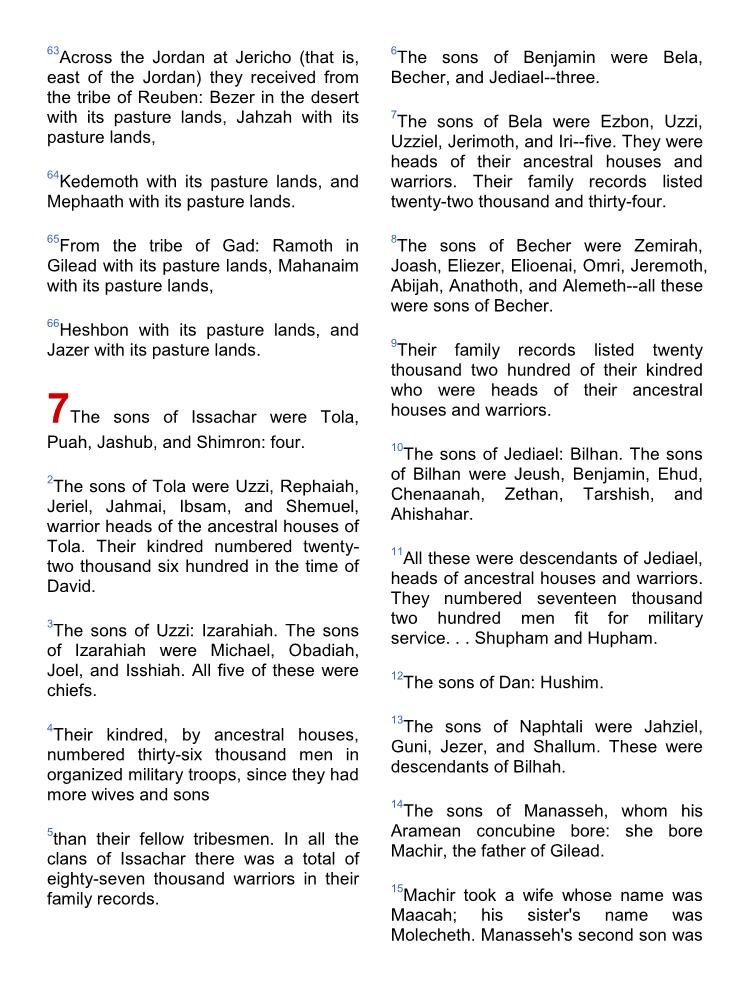 63Across the Jordan at Jericho (that is,
east of the Jordan) they received from
the tribe of Reuben: Bezer in the desert
with its pasture lands, Jahzah with its
pasture lands,
64Kedemoth with its pasture lands, and
Mephaath with its pasture lands.
65From the tribe of Gad: Ramoth in
Gilead with its pasture lands, Mahanaim
with its pasture lands,
66Heshbon with its pasture lands, and
Jazer with its pasture lands.
7The sons of Issachar were Tola,
Puah, Jashub, and Shimron: four.
2The sons of Tola were Uzzi, Rephaiah,
Jeriel, Jahmai, Ibsam, and Shemuel,
warrior heads of the ancestral houses of
Tola. Their kindred numbered twenty-
two thousand six hundred in the time of
David.
3The sons of Uzzi: Izarahiah. The sons
of Izarahiah were Michael, Obadiah,
Joel, and Isshiah. All five of these were
chiefs.
4Their kindred, by ancestral houses,
numbered thirty-six thousand men in
organized military troops, since they had
more wives and sons
5than their fellow tribesmen. In all the
clans of Issachar there was a total of
eighty-seven thousand warriors in their
family records.
6The sons of Benjamin were Bela,
Becher, and Jediael--three.
7The sons of Bela were Ezbon, Uzzi,
Uzziel, Jerimoth, and Iri--five. They were
heads of their ancestral houses and
warriors. Their family records listed
twenty-two thousand and thirty-four.
8The sons of Becher were Zemirah,
Joash, Eliezer, Elioenai, Omri, Jeremoth,
Abijah, Anathoth, and Alemeth--all these
were sons of Becher.
9Their family records listed twenty
thousand two hundred of their kindred
who were heads of their ancestral
houses and warriors.
10The sons of Jediael: Bilhan. The sons
of Bilhan were Jeush, Benjamin, Ehud,
Chenaanah, Zethan, Tarshish, and
Ahishahar.
11All these were descendants of Jediael,
heads of ancestral houses and warriors.
They numbered seventeen thousand
two hundred men fit for military
service. . . Shupham and Hupham.
12The sons of Dan: Hushim.
13The sons of Naphtali were Jahziel,
Guni, Jezer, and Shallum. These were
descendants of Bilhah.
14The sons of Manasseh, whom his
Aramean concubine bore: she bore
Machir, the father of Gilead.
15Machir took a wife whose name was
Maacah; his sister's name was
Molecheth. Manasseh's second son was